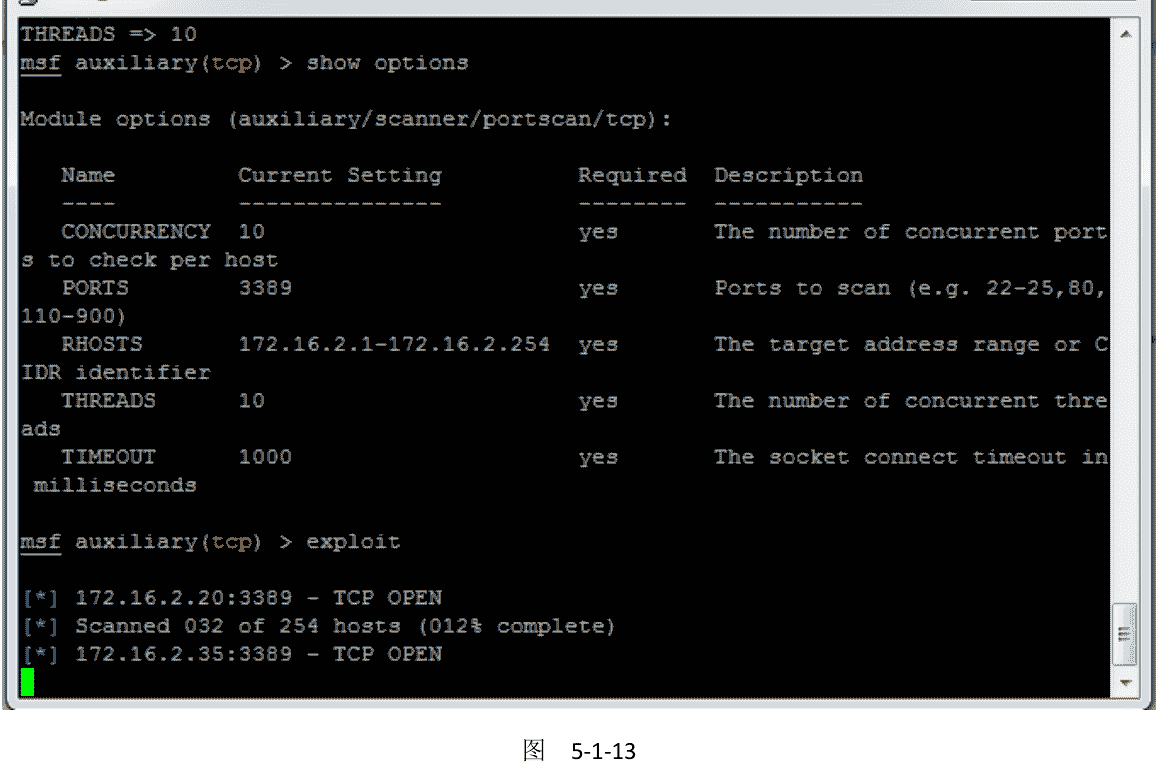 THREADS => 10
msf auxiliary(tcp) > show options
Module options (auxiliary/scanner/portscan/tcp):
Name Current Setting Required Description
---- --------------- -------- -----------
CONCURRENCY 10 yes The number of concurrent port
s to check per host
PORTS 3389 yes Ports to scan (e.g. 22-25,80,
110-900)
RHOSTS 172.16.2.1-172.16.2.254 yes The target address range or C
IDR identifier
THREADS 10 yes The number of concurrent thre
ads
TIMEOUT 1000 yes The socket connect timeout in
milliseconds
msf auxiliary(tcp) > exploit
[*] 172.16.2.20:3389 - TCP OPEN
[*] Scanned 032 of 254 hosts (012% complete)
[*] 172.16.2.35:3389 - TCP OPEN
图 5-1-13